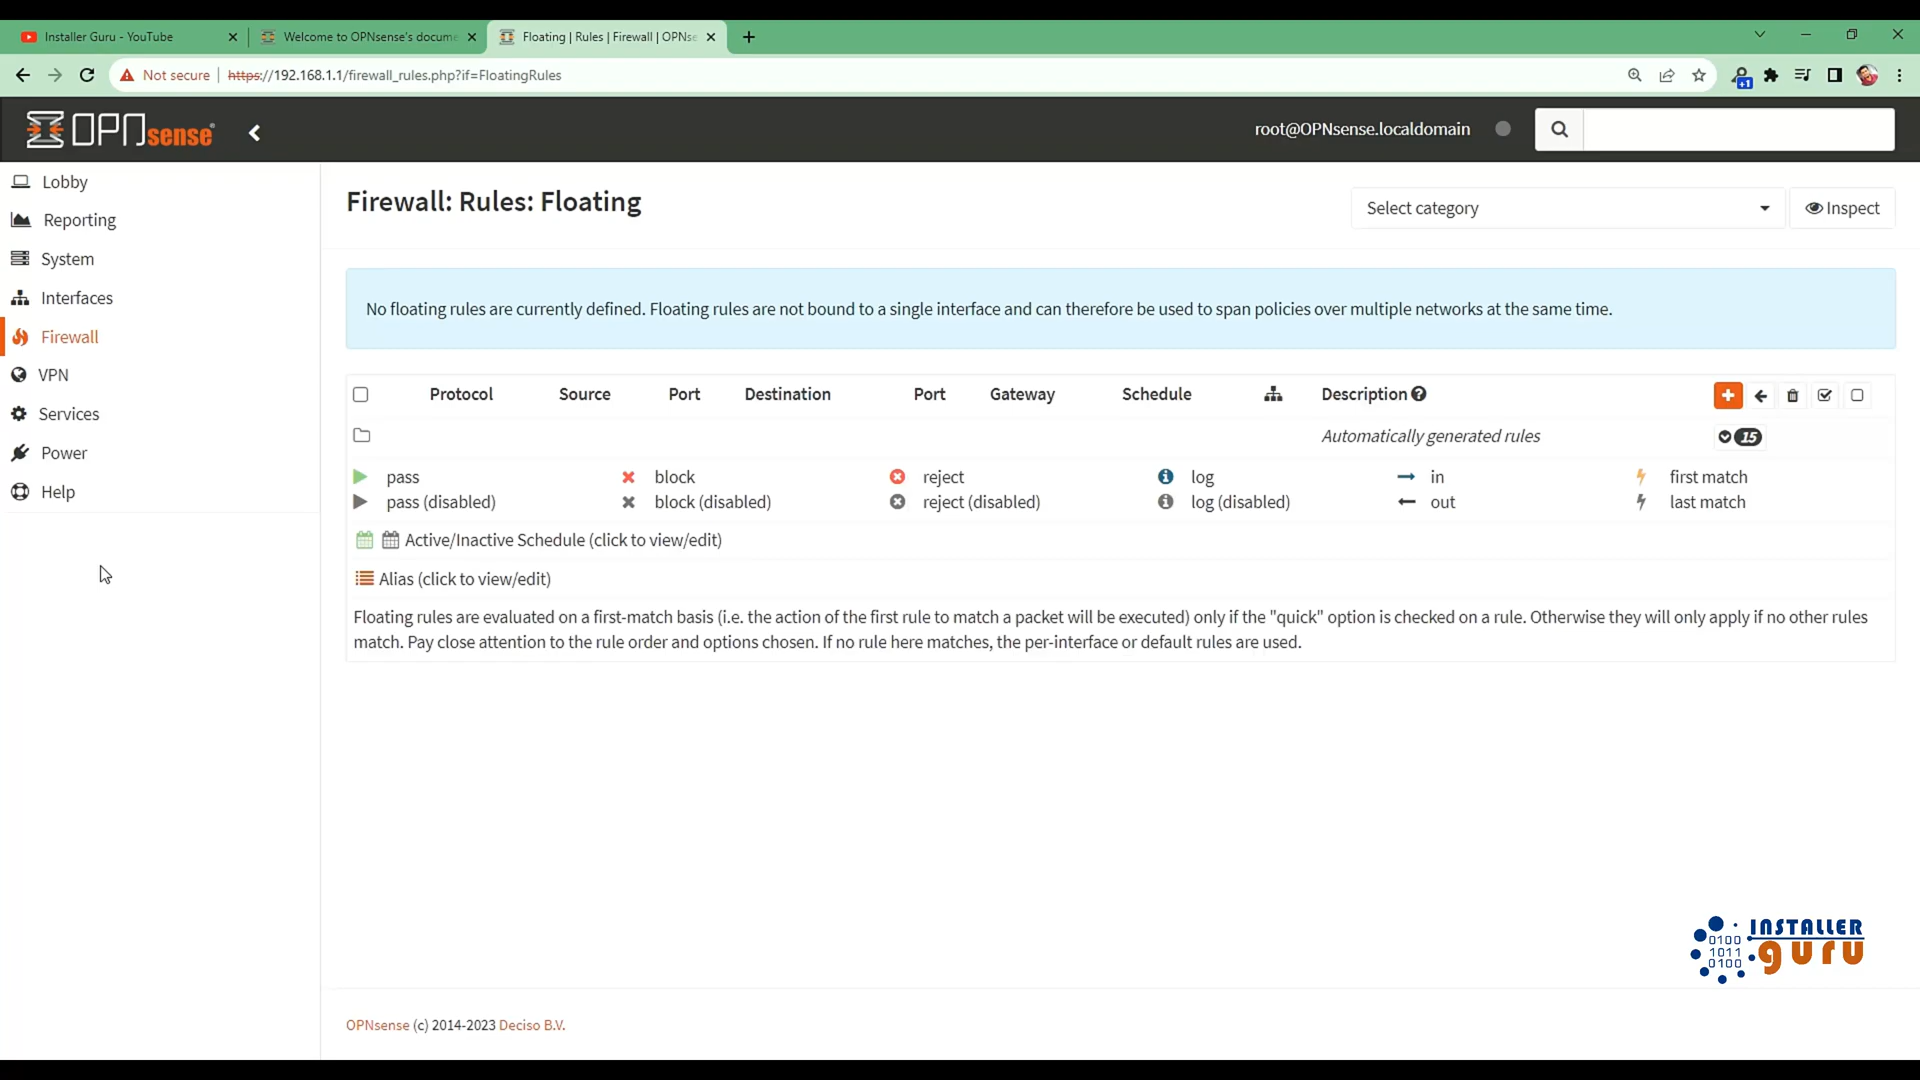 Installer Guru - YouTube
Welcome to OPNsense's docume
Floating | Rules | Firewall | OPNse
Not secure
https://192.168.1.1/firewall_rules.php?if=FloatingRules
+1
OPNsense
root@OPNsense.localdomain
Lobby
Reporting
System
Interfaces
Firewall
VPN
Services
Power
Help
Firewall: Rules: Floating
Select category
Inspect
No floating rules are currently defined. Floating rules are not bound to a single interface and can therefore be used to span policies over multiple networks at the same time.
Protocol Source Port Destination Port Gateway Schedule Description
Automatically generated rules 15
pass block reject log in first match
pass (disabled) block (disabled) reject (disabled) log (disabled) out last match
Active/Inactive Schedule (click to view/edit)
Alias (click to view/edit)
Floating rules are evaluated on a first-match basis (i.e. the action of the first rule to match a packet will be executed) only if the "quick" option is checked on a rule. Otherwise they will only apply if no other rules
match. Pay close attention to the rule order and options chosen. If no rule here matches, the per-interface or default rules are used.
INSTALLER
guru
0100
1011
0100
OPNsense (c) 2014-2023 Deciso B.V.